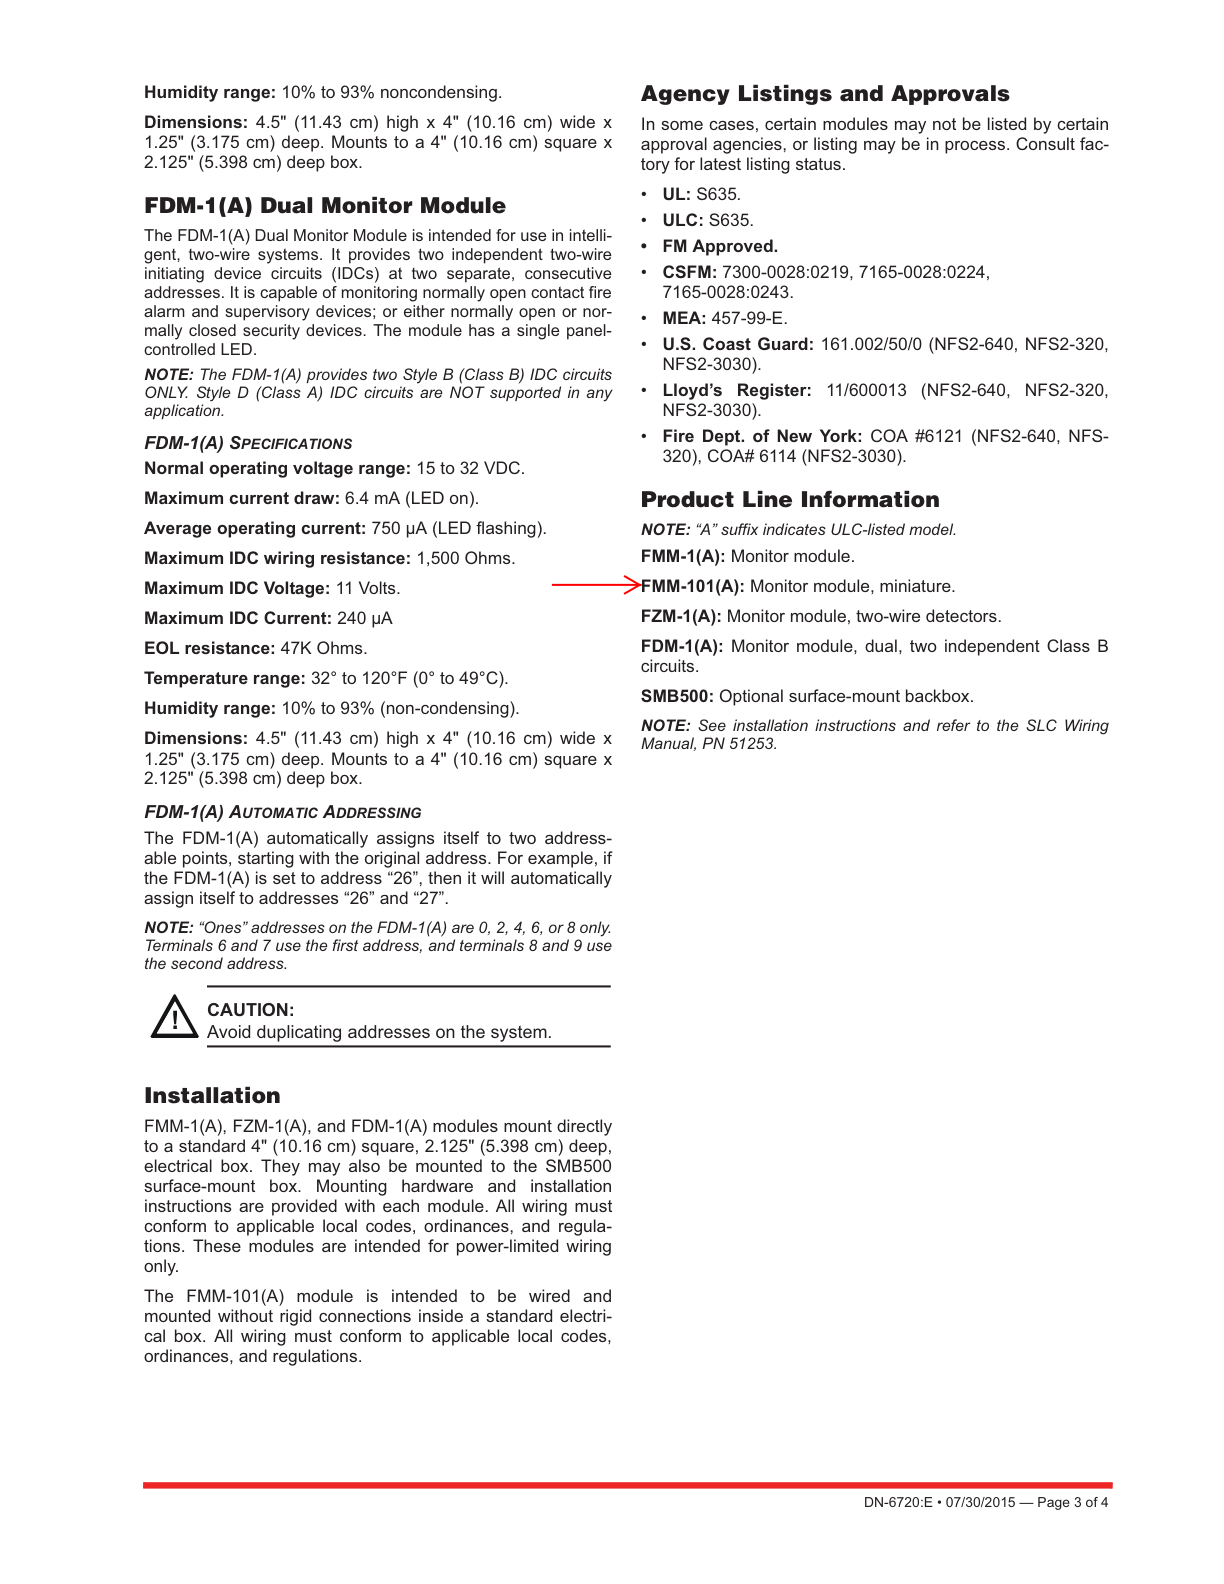 Humidity range: 10% to 93% noncondensing.
Dimensions: 4.5" (11.43 cm) high x 4" (10.16 cm) wide x
1.25" (3.175 cm) deep. Mounts to a 4" (10.16 cm) square x
2.125" (5.398 cm) deep box.
FDM-1(A) Dual Monitor Module
The FDM-1(A) Dual Monitor Module is intended for use in intelli-
gent, two-wire systems. It provides two independent two-wire
initiating device circuits (IDCs) at two separate, consecutive
addresses. It is capable of monitoring normally open contact fire
alarm and supervisory devices; or either normally open or nor-
mally closed security devices. The module has a single panel-
controlled LED.
NOTE: The FDM-1(A) provides two Style B (Class B) IDC circuits
ONLY. Style D (Class A) IDC circuits are NOT supported in any
application.
FDM-1(A) SPECIFICATIONS
Normal operating voltage range: 15 to 32 VDC.
Maximum current draw: 6.4 mA (LED on).
Average operating current: 750 µA (LED flashing).
Maximum IDC wiring resistance: 1,500 Ohms.
Maximum IDC Voltage: 11 Volts.
Maximum IDC Current: 240 µA
EOL resistance: 47K Ohms.
Temperature range: 32° to 120°F (0° to 49°C).
Humidity range: 10% to 93% (non-condensing).
Dimensions: 4.5" (11.43 cm) high x 4" (10.16 cm) wide x
1.25" (3.175 cm) deep. Mounts to a 4" (10.16 cm) square x
2.125" (5.398 cm) deep box.
FDM-1(A) AUTOMATIC ADDRESSING
The FDM-1(A) automatically assigns itself to two address-
able points, starting with the original address. For example, if
the FDM-1(A) is set to address “26”, then it will automatically
assign itself to addresses “26” and “27”.
NOTE: “Ones” addresses on the FDM-1(A) are 0, 2, 4, 6, or 8 only.
Terminals 6 and 7 use the first address, and terminals 8 and 9 use
the second address.
CAUTION:
Avoid duplicating addresses on the system.
Installation
FMM-1(A), FZM-1(A), and FDM-1(A) modules mount directly
to a standard 4" (10.16 cm) square, 2.125" (5.398 cm) deep,
electrical box. They may also be mounted to the SMB500
surface-mount box. Mounting hardware and installation
instructions are provided with each module. All wiring must
conform to applicable local codes, ordinances, and regula-
tions. These modules are intended for power-limited wiring
only.
The FMM-101(A) module is intended to be wired and
mounted without rigid connections inside a standard electri-
cal box. All wiring must conform to applicable local codes,
ordinances, and regulations.
Agency Listings and Approvals
In some cases, certain modules may not be listed by certain
approval agencies, or listing may be in process. Consult fac-
tory for latest listing status.
• UL: S635.
• ULC: S635.
• FM Approved.
• CSFM: 7300-0028:0219, 7165-0028:0224,
7165-0028:0243.
• MEA: 457-99-E.
• U.S. Coast Guard: 161.002/50/0 (NFS2-640, NFS2-320,
NFS2-3030).
• Lloyd’s Register: 11/600013 (NFS2-640, NFS2-320,
NFS2-3030).
• Fire Dept. of New York: COA #6121 (NFS2-640, NFS-
320), COA# 6114 (NFS2-3030).
Product Line Information
NOTE: “A” suffix indicates ULC-listed model.
FMM-1(A): Monitor module.
FMM-101(A): Monitor module, miniature.
FZM-1(A): Monitor module, two-wire detectors.
FDM-1(A): Monitor module, dual, two independent Class B
circuits.
SMB500: Optional surface-mount backbox.
NOTE: See installation instructions and refer to the SLC Wiring
Manual, PN 51253.
DN-6720:E • 07/30/2015 — Page 3 of 4